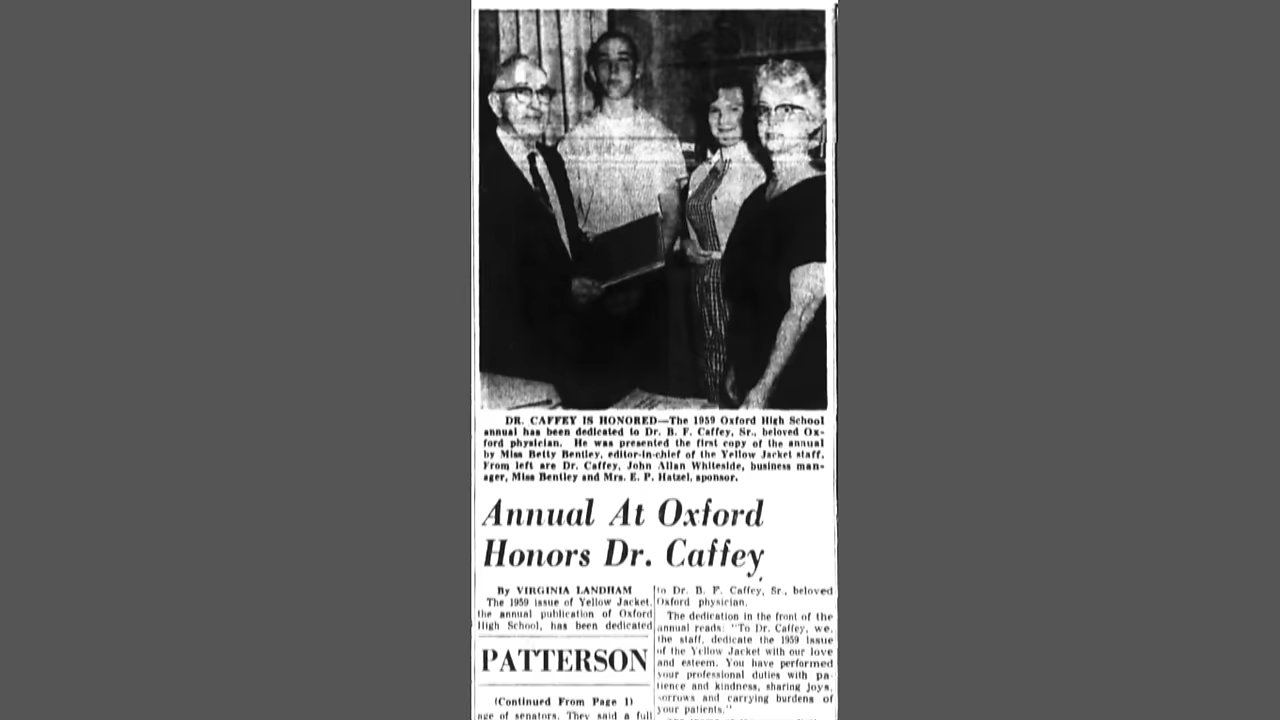 DR. CAFFEY IS HONORED—The 1959 Oxford High School
annual has been dedicated to Dr. B. F. Caffey, Sr., beloved Ox-
ford physician. He was presented the first copy of the annual
by Miss Betty Bentley, editor-in-chief of the Yellow Jacket staff.
From left are Dr. Caffey, John Allan Whiteside, business man-
ager, Miss Bentley and Mrs. E. P. Hatzel, sponsor.
Annual At Oxford
Honors Dr. Caffey
By VIRGINIA LANDHAM
The 1959 issue of Yellow Jacket,
the annual publication of Oxford
High School, has been dedicated
to Dr. B. F. Caffey, Sr., beloved
Oxford physician.
The dedication in the front of the
annual reads: "To Dr. Caffey, we,
the staff, dedicate the 1959 issue
of the Yellow Jacket with our love
and esteem. You have performed
your professional duties with pa-
tience and kindness, sharing joys,
sorrows and carrying burdens of
your patients."
PATTERSON
(Continued From Page 1)
age of senators. They said a full